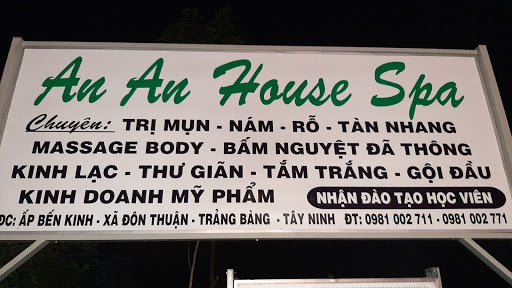 An An House Spa
Chuyên: TRỊ MỤN - NÁM - RỖ - TÀN NHANG
MASSAGE BODY - BẤM NGUYỆT ĐÃ THÔNG
KINH LẠC - THƯ GIÃN - TẮM TRẮNG - GỘI ĐẦU
KINH DOANH MỸ PHẨM NHẬN ĐÀO TẠO HỌC VIÊN
ĐC: ẤP BẾN KINH - XÃ ĐÔN THUẬN - TRẢNG BÀNG - TÂY NINH ĐT: 0981 002 711 - 0981 002 771